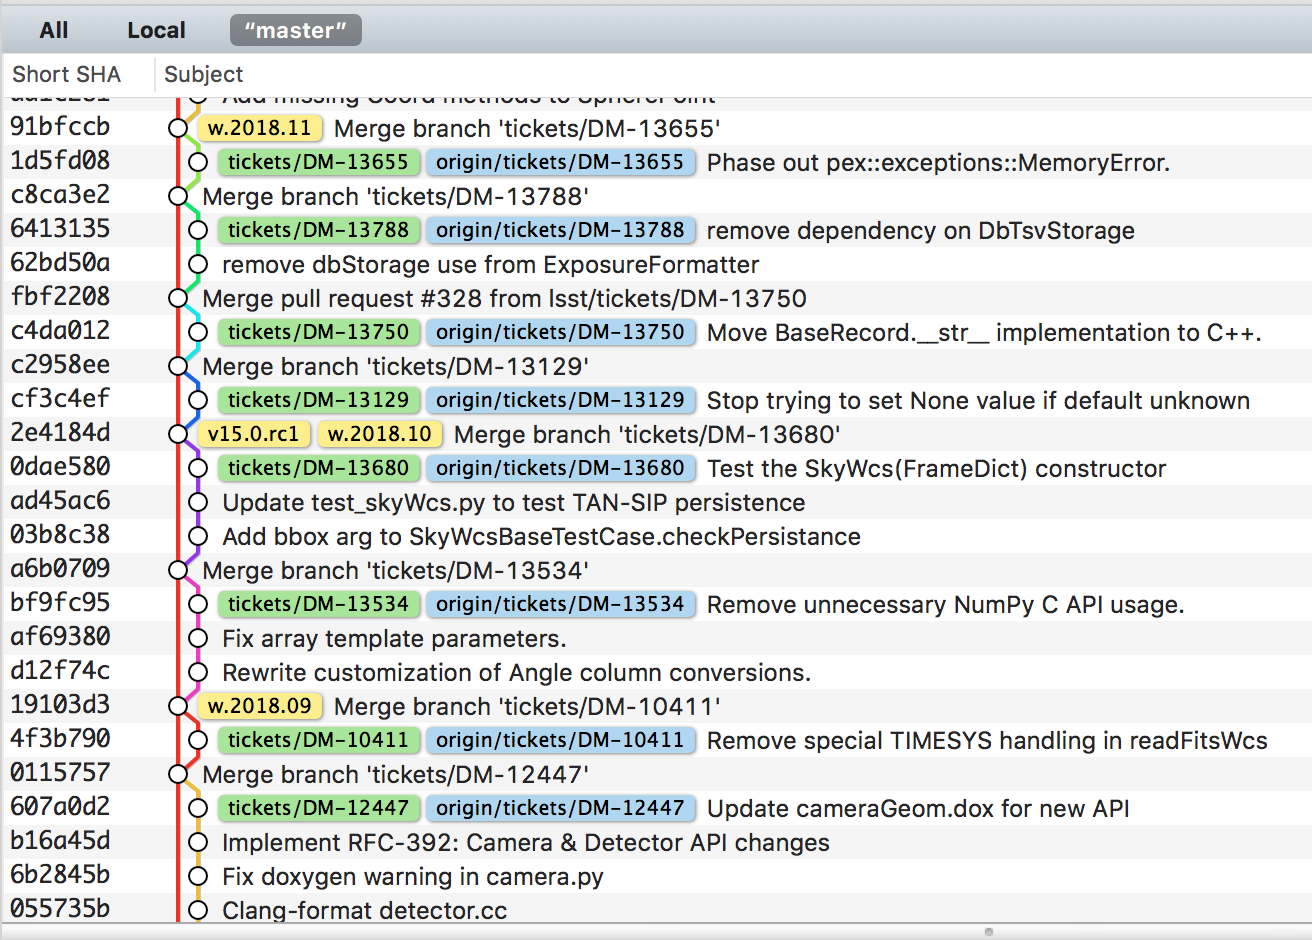 All Local “master”
Short SHA Subject
Add missing Coord methods to SpherePoint
91bfccb w.2018.11 Merge branch 'tickets/DM-13655'
1d5fd08 tickets/DM-13655 origin/tickets/DM-13655 Phase out pex::exceptions::MemoryError.
c8ca3e2 Merge branch 'tickets/DM-13788'
6413135 tickets/DM-13788 origin/tickets/DM-13788 remove dependency on DbTsvStorage
62bd50a remove dbStorage use from ExposureFormatter
fbf2208 Merge pull request #328 from lsst/tickets/DM-13750
c4da012 tickets/DM-13750 origin/tickets/DM-13750 Move BaseRecord.__str__ implementation to C++.
c2958ee Merge branch 'tickets/DM-13129'
cf3c4ef tickets/DM-13129 origin/tickets/DM-13129 Stop trying to set None value if default unknown
2e4184d v15.0.rc1 w.2018.10 Merge branch 'tickets/DM-13680'
0dae580 tickets/DM-13680 origin/tickets/DM-13680 Test the SkyWcs(FrameDict) constructor
ad45ac6 Update test_skyWcs.py to test TAN-SIP persistence
03b8c38 Add bbox arg to SkyWcsBaseTestCase.checkPersistance
a6b0709 Merge branch 'tickets/DM-13534'
bf9fc95 tickets/DM-13534 origin/tickets/DM-13534 Remove unnecessary NumPy C API usage.
af69380 Fix array template parameters.
d12f74c Rewrite customization of Angle column conversions.
19103d3 w.2018.09 Merge branch 'tickets/DM-10411'
4f3b790 tickets/DM-10411 origin/tickets/DM-10411 Remove special TIMESYS handling in readFitsWcs
0115757 Merge branch 'tickets/DM-12447'
607a0d2 tickets/DM-12447 origin/tickets/DM-12447 Update cameraGeom.dox for new API
b16a45d Implement RFC-392: Camera & Detector API changes
6b2845b Fix doxygen warning in camera.py
055735b Clang-format detector.cc